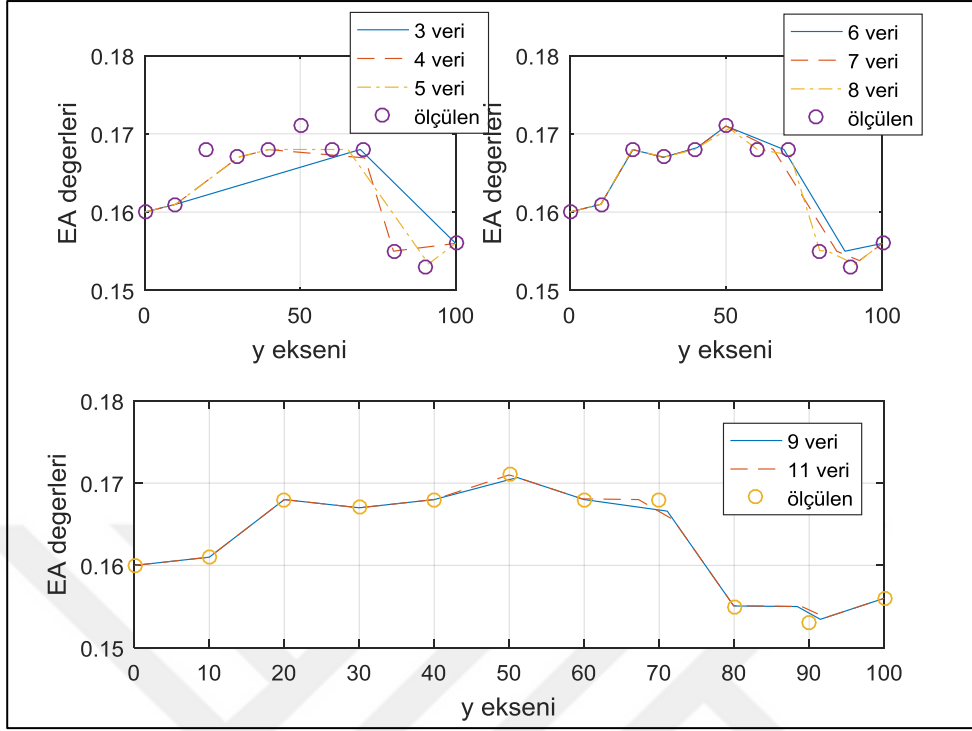 3 veri
4 veri
5 veri
ölçülen
0.18
0.17
0.16
0.15
EA degerleri
0 50 100
y ekseni
6 veri
7 veri
8 veri
ölçülen
0.18
0.17
0.16
0.15
EA degerleri
0 50 100
y ekseni
9 veri
11 veri
ölçülen
0.18
0.17
0.16
0.15
EA degerleri
0 10 20 30 40 50 60 70 80 90 100
y ekseni